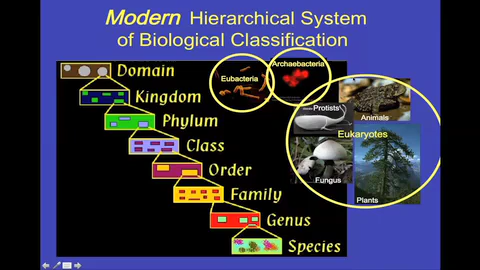 Modern Hierarchical System
of Biological Classification
Domain
Kingdom
Phylum
Class
Order
Family
Genus
Species
Eubacteria
Archaebacteria
Protists
Animals
Eukaryotes
Fungus
Plants